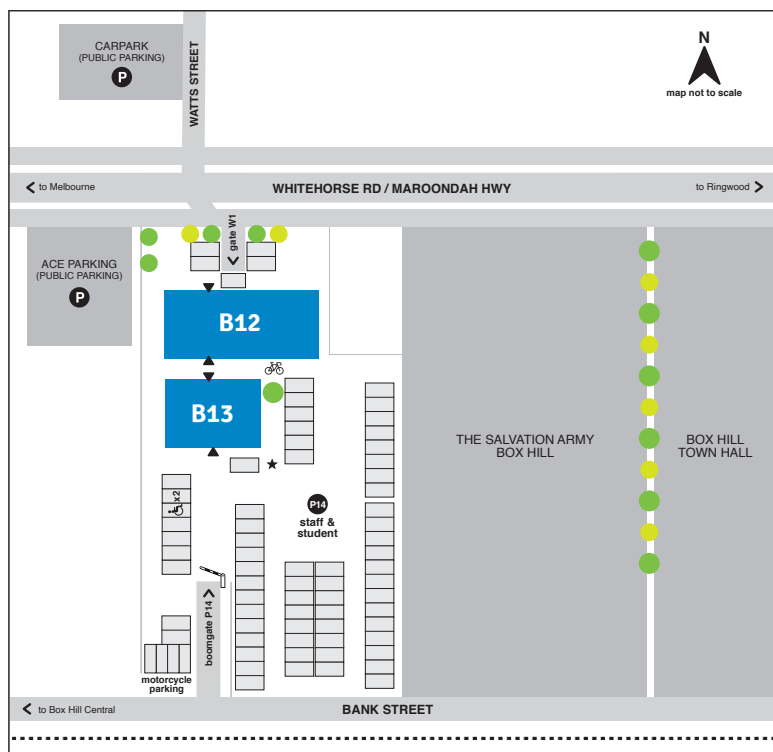 CARPARK
(PUBLIC PARKING)
P
WATTS STREET
N
map not to scale
to Melbourne
WHITEHORSE RD / MAROONDAH HWY
to Ringwood
gate W1
ACE PARKING
(PUBLIC PARKING)
P
B12
B13
THE SALVATION ARMY
BOX HILL
BOX HILL
TOWN HALL
x2
P14
staff &
student
boomgate P14
motorcycle
parking
to Box Hill Central
BANK STREET